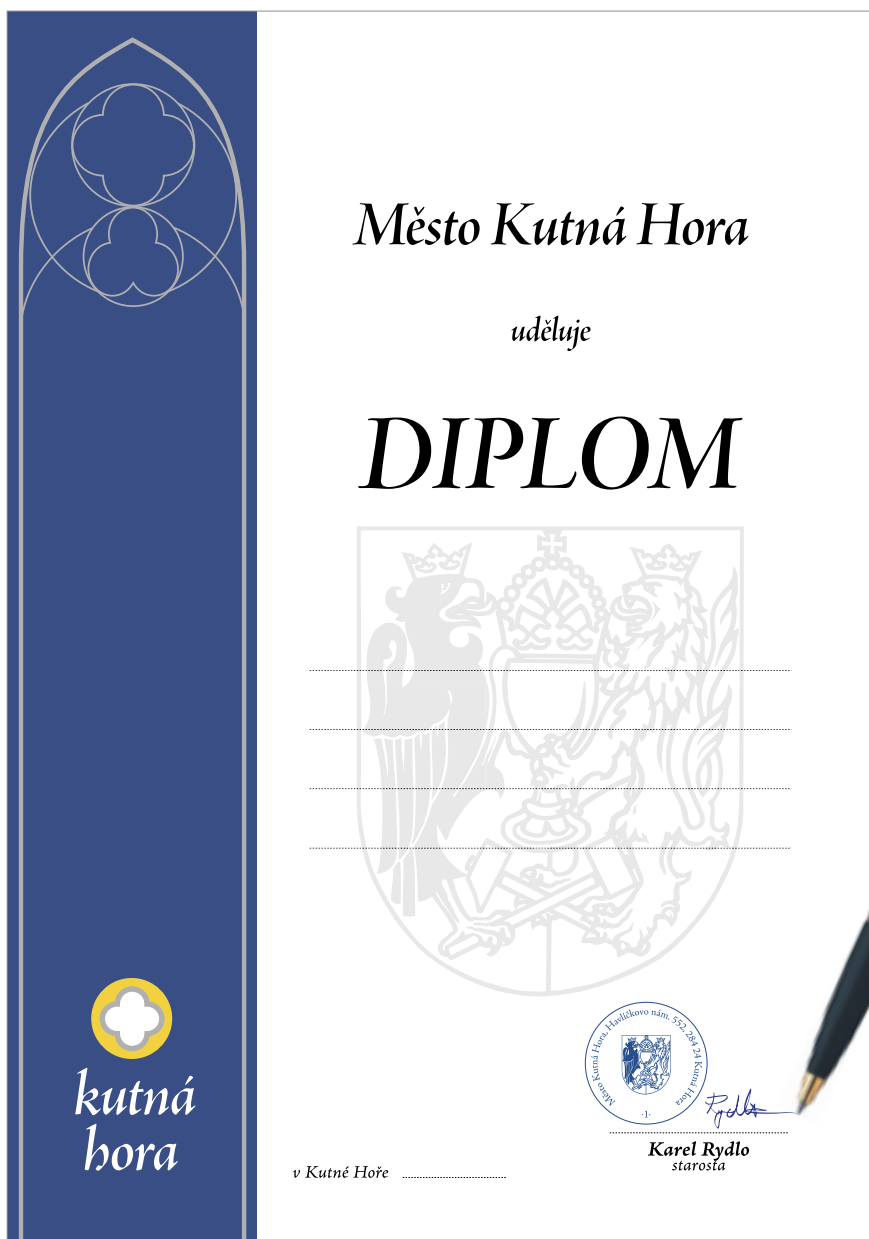 Město Kutná Hora
uděluje
DIPLOM
Město Kutná Hora, Havlíčkovo nám. 552, 284 24 Kutná Hora
·1·
Rydlo
Karel Rydlo
starosta
v Kutné Hoře
kutná
hora